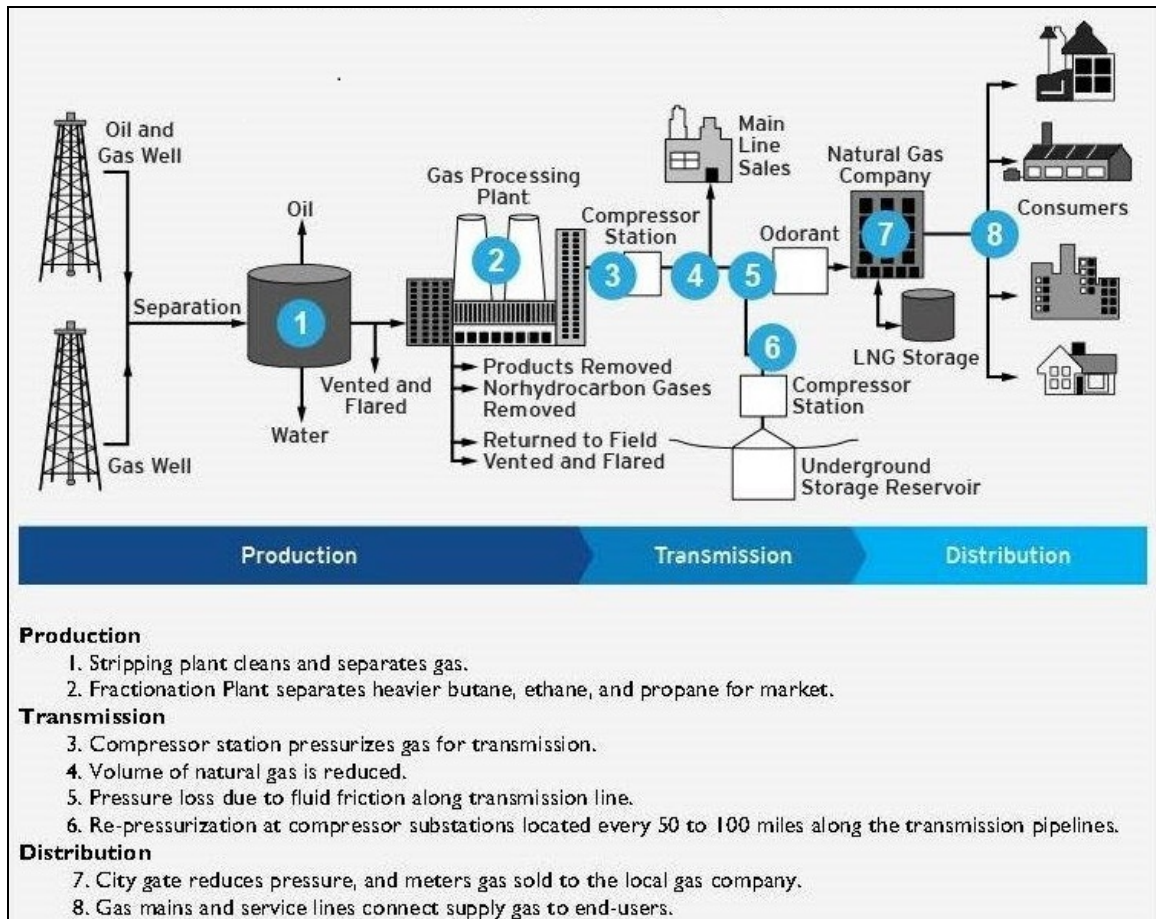 Oil and
Gas Well
Oil
Separation
1
Water
Gas Well
Vented and
Flared
Gas Processing
Plant
2
Products Removed
Norhydrocarbon Gases
Removed
Returned to Field
Vented and Flared
Compressor
Station
3
4
Main
Line
Sales
5
Odorant
6
Compressor
Station
Underground
Storage Reservoir
Natural Gas
Company
7
LNG Storage
8
Consumers
Production
Transmission
Distribution
Production
1. Stripping plant cleans and separates gas.
2. Fractionation Plant separates heavier butane, ethane, and propane for market.
Transmission
3. Compressor station pressurizes gas for transmission.
4. Volume of natural gas is reduced.
5. Pressure loss due to fluid friction along transmission line.
6. Re-pressurization at compressor substations located every 50 to 100 miles along the transmission pipelines.
Distribution
7. City gate reduces pressure, and meters gas sold to the local gas company.
8. Gas mains and service lines connect supply gas to end-users.